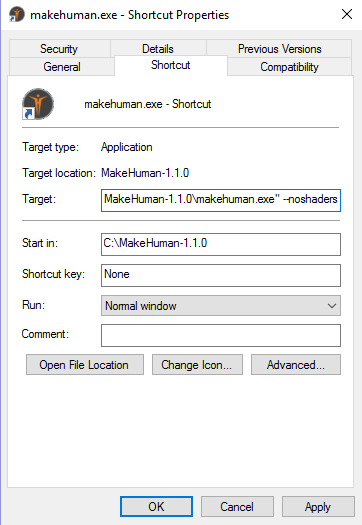 makehuman.exe - Shortcut Properties
Security Details Previous Versions
General Shortcut Compatibility
makehuman.exe - Shortcut
Target type: Application
Target location: MakeHuman-1.1.0
Target: MakeHuman-1.1.0\makehuman.exe" --noshaders
Start in: C:\MakeHuman-1.1.0
Shortcut key: None
Run: Normal window
Comment:
Open File Location Change Icon... Advanced...
OK Cancel Apply